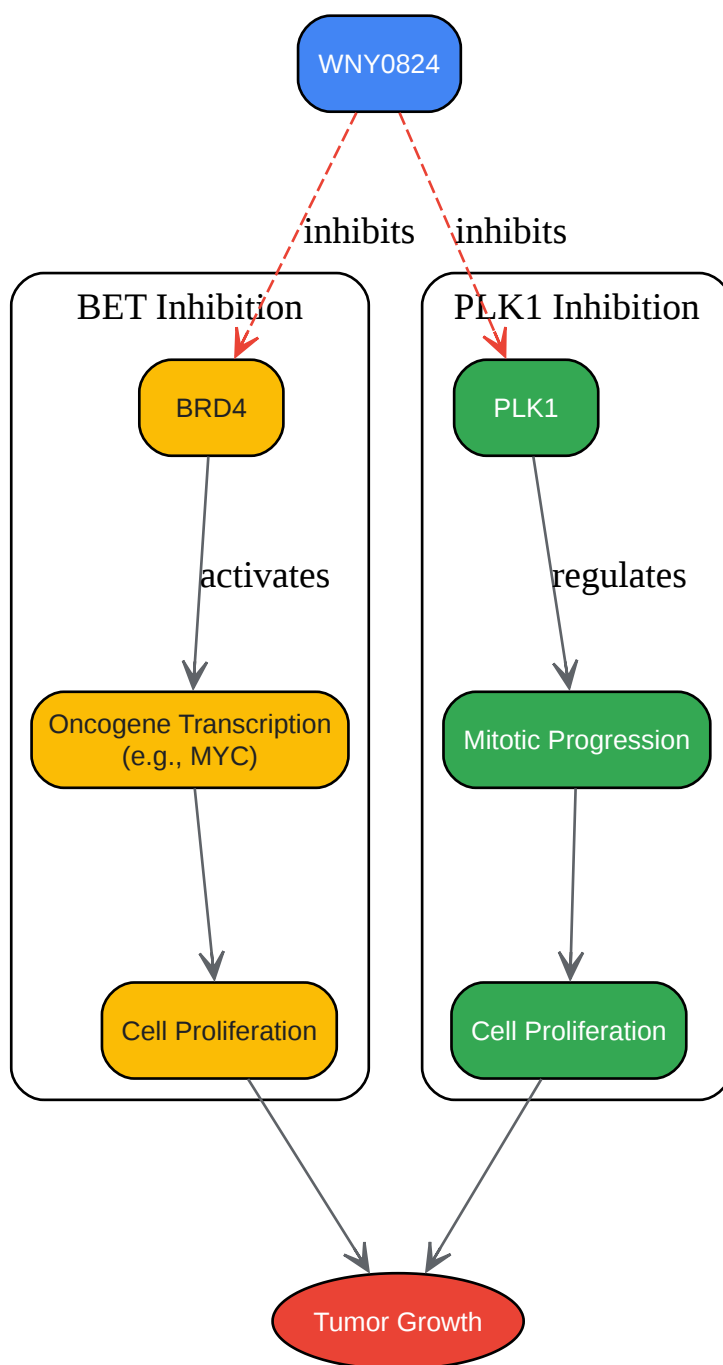 WNY0824
inhibits
inhibits
BET Inhibition
PLK1 Inhibition
BRD4
PLK1
activates
regulates
Oncogene Transcription
(e.g., MYC)
Mitotic Progression
Cell Proliferation
Cell Proliferation
Tumor Growth